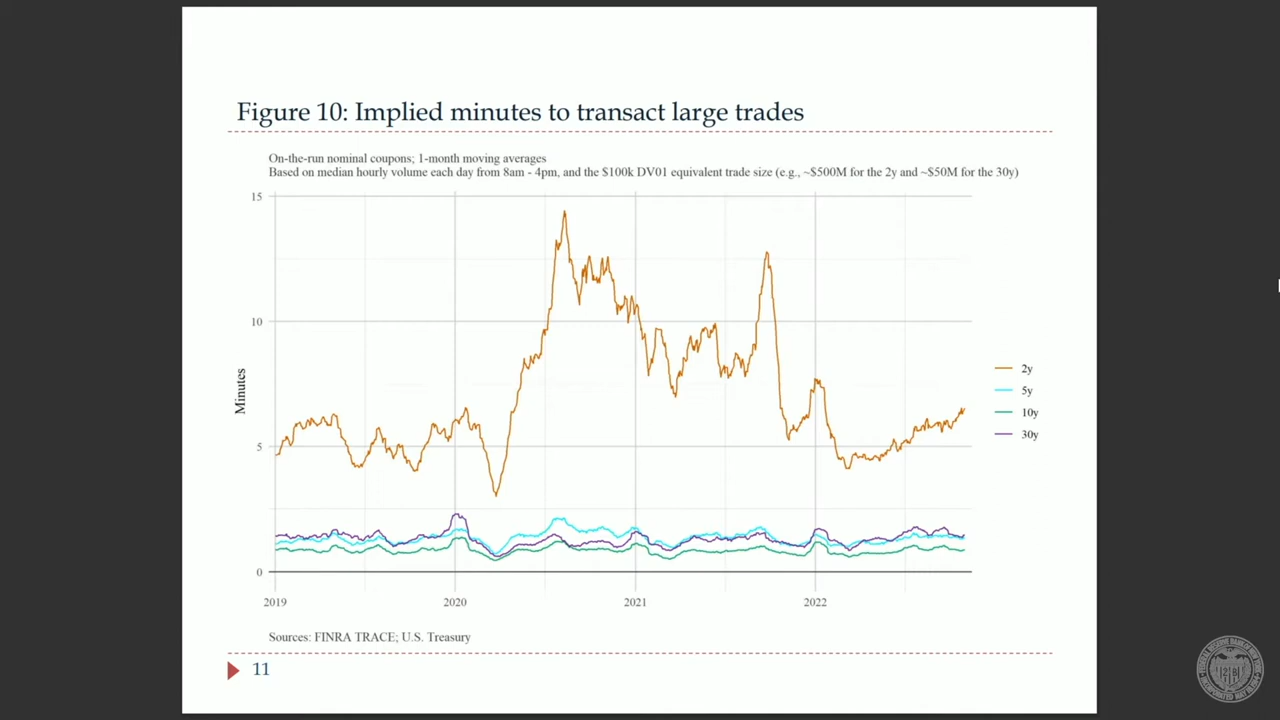 Figure 10: Implied minutes to transact large trades
On-the-run nominal coupons; 1-month moving averages
Based on median hourly volume each day from 8am - 4pm, and the $100k DV01 equivalent trade size (e.g., ~$500M for the 2y and ~$50M for the 30y)
15
10
5
0
Minutes
2019
2020
2021
2022
2y
5y
10y
30y
Sources: FINRA TRACE; U.S. Treasury
11